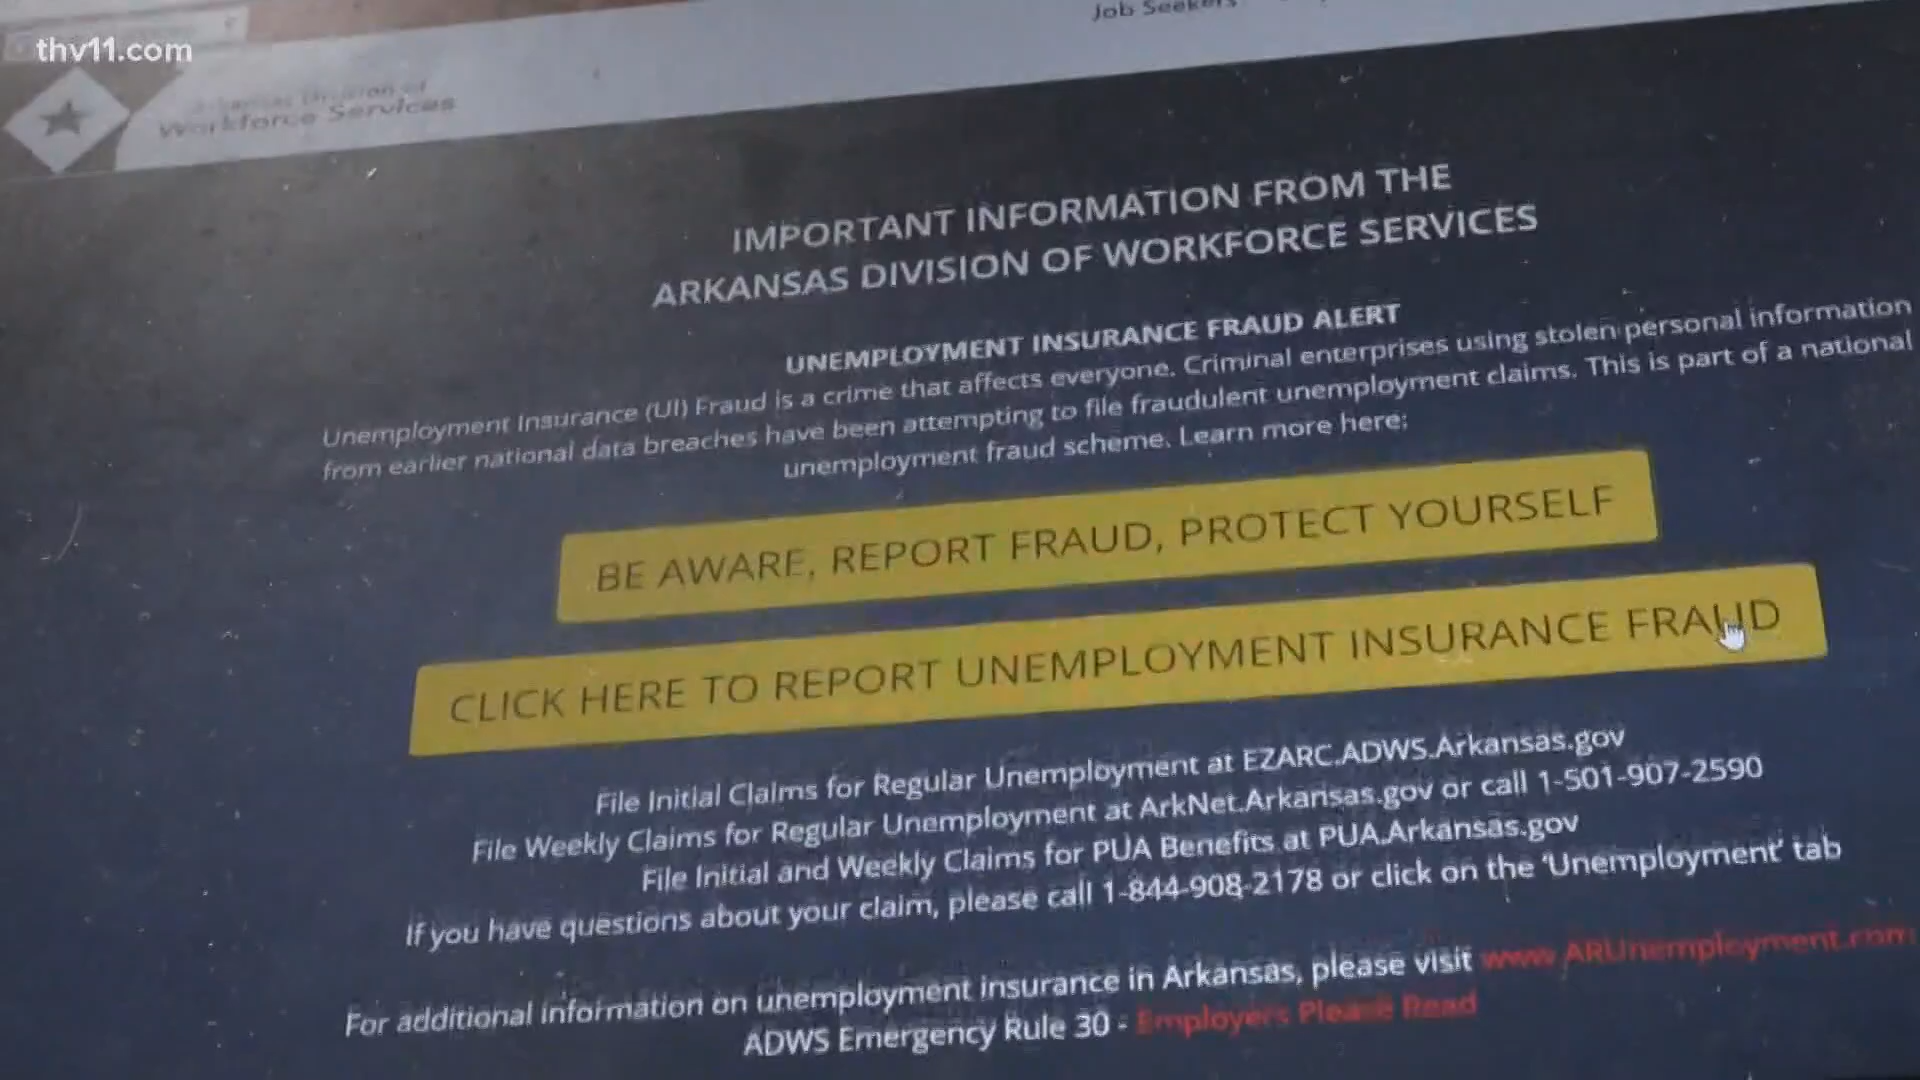 thv11.com
Job Seekers
Arkansas Division of
Workforce Services
IMPORTANT INFORMATION FROM THE
ARKANSAS DIVISION OF WORKFORCE SERVICES
UNEMPLOYMENT INSURANCE FRAUD ALERT
Unemployment Insurance (UI) Fraud is a crime that affects everyone. Criminal enterprises using stolen personal information
from earlier national data breaches have been attempting to file fraudulent unemployment claims. This is part of a national
unemployment fraud scheme. Learn more here:
BE AWARE, REPORT FRAUD, PROTECT YOURSELF
CLICK HERE TO REPORT UNEMPLOYMENT INSURANCE FRAUD
File Initial Claims for Regular Unemployment at EZARC.ADWS.Arkansas.gov
File Weekly Claims for Regular Unemployment at ArkNet.Arkansas.gov or call 1-501-907-2590
File Initial and Weekly Claims for PUA Benefits at PUA.Arkansas.gov
If you have questions about your claim, please call 1-844-908-2178 or click on the 'Unemployment' tab
For additional information on unemployment insurance in Arkansas, please visit www.ARUnemployment.com
ADWS Emergency Rule 30 - Employers Please Read